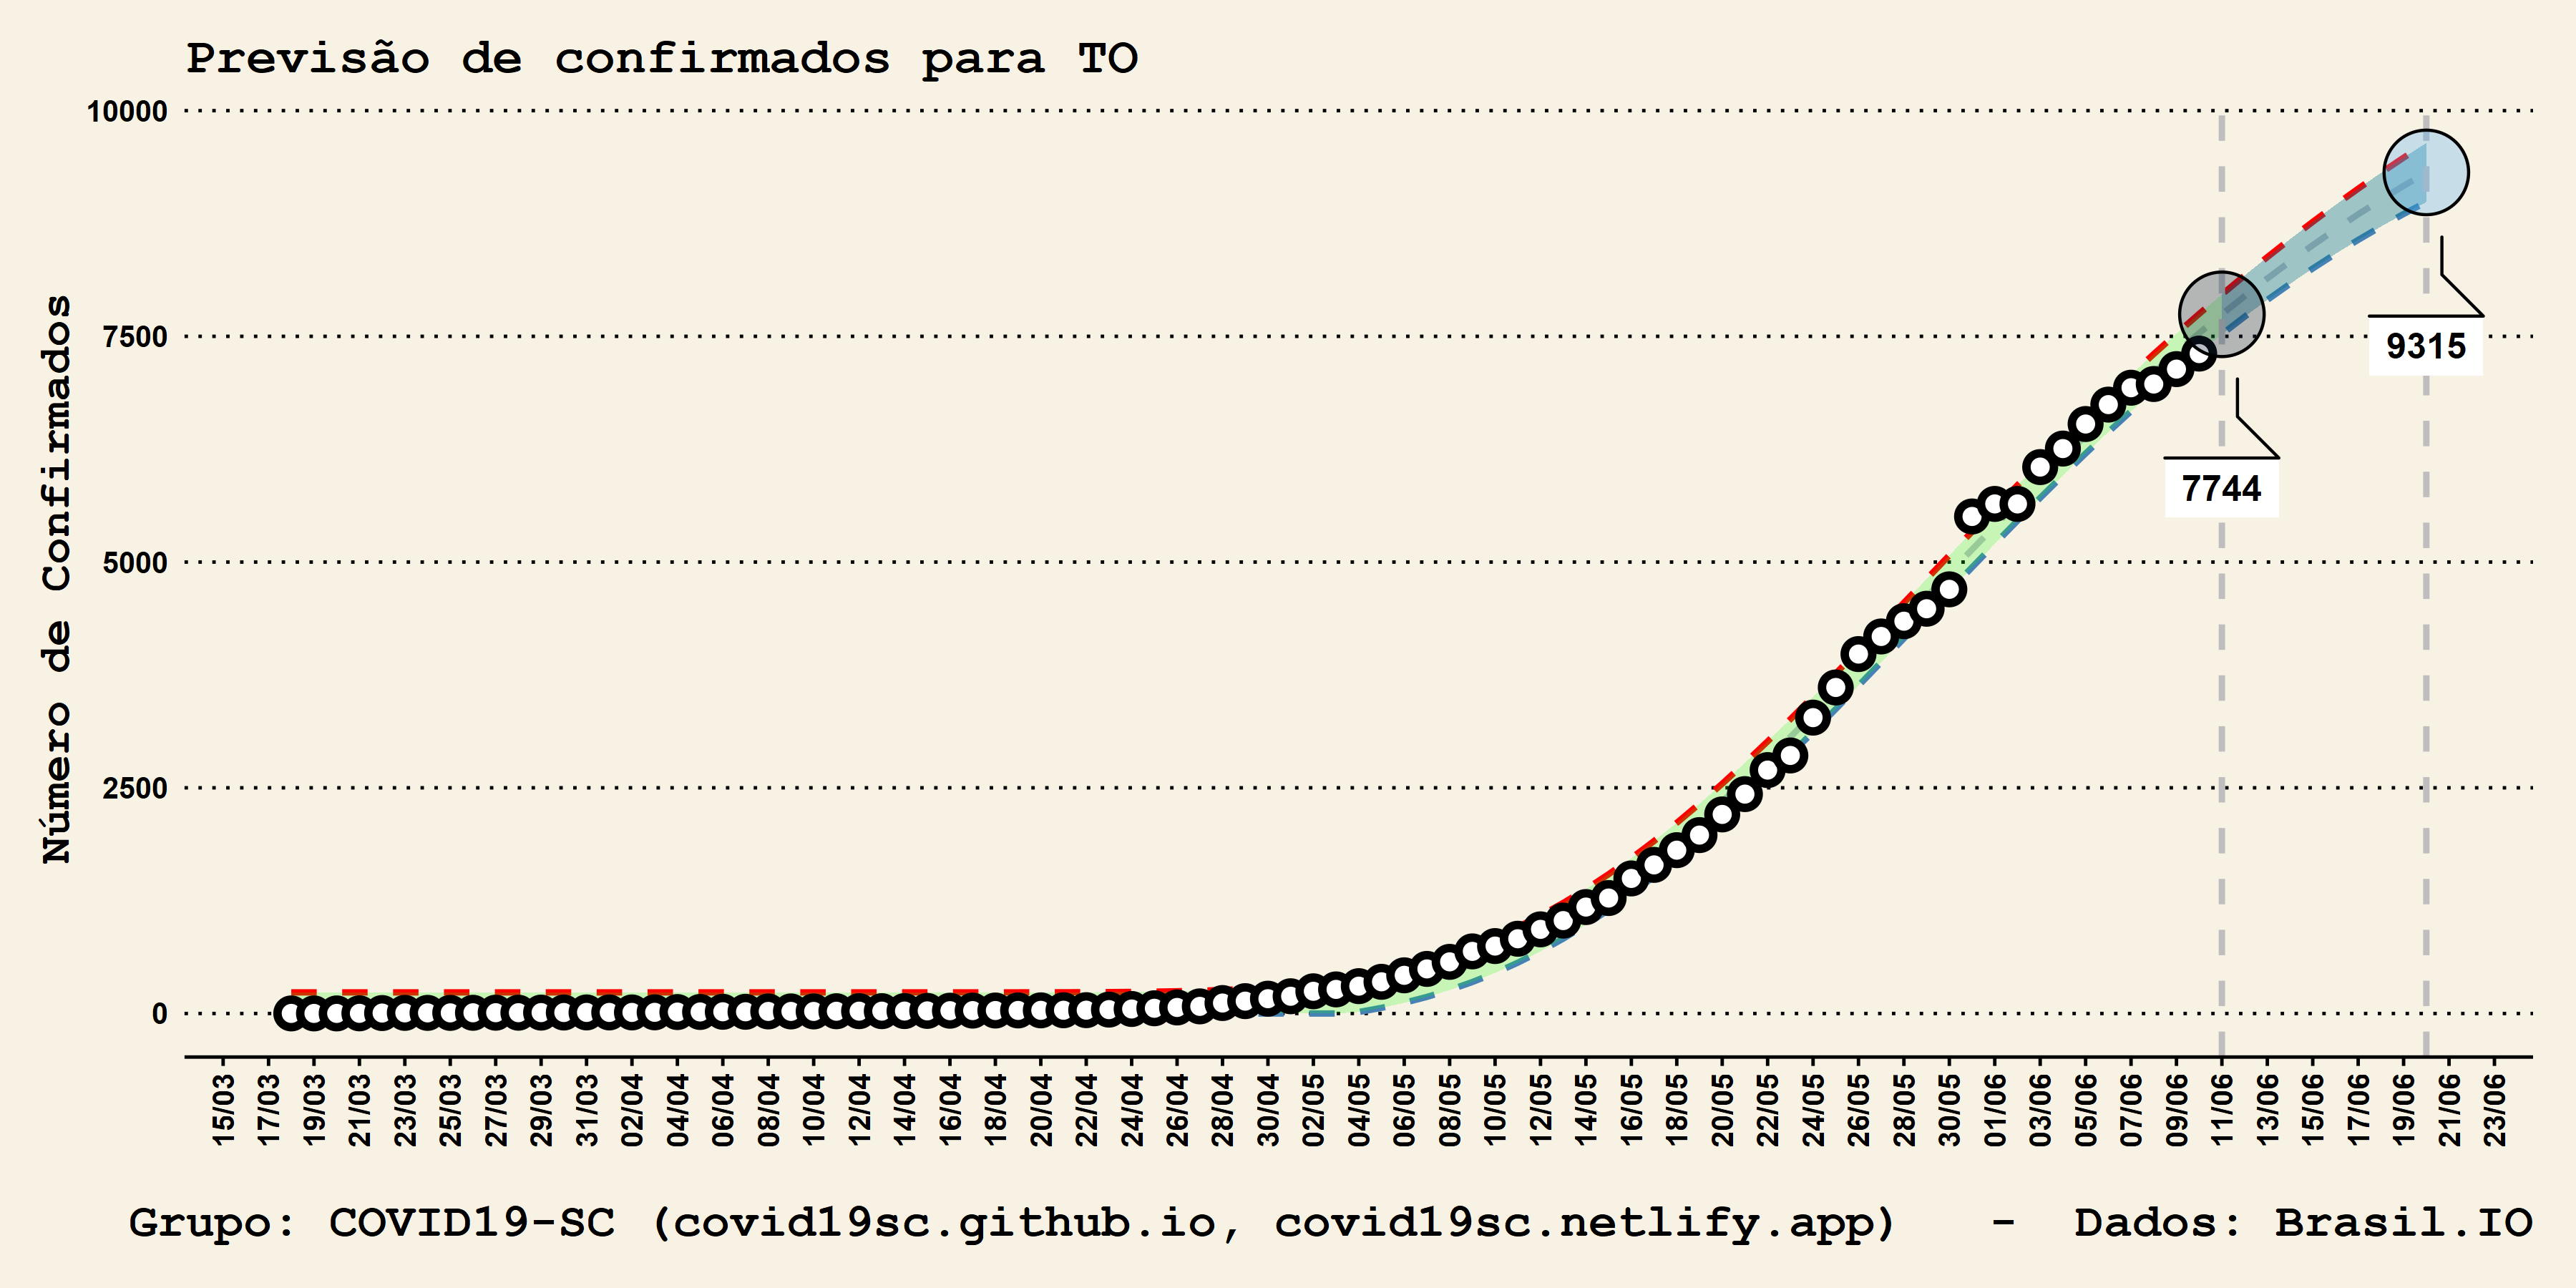 Previsão de confirmados para TO
Número de Confirmados
10000
7500
5000
2500
0
9315
7744
15/03 17/03 19/03 21/03 23/03 25/03 27/03 29/03 31/03 02/04 04/04 06/04 08/04 10/04 12/04 14/04 16/04 18/04 20/04 22/04 24/04 26/04 28/04 30/04 02/05 04/05 06/05 08/05 10/05 12/05 14/05 16/05 18/05 20/05 22/05 24/05 26/05 28/05 30/05 01/06 03/06 05/06 07/06 09/06 11/06 13/06 15/06 17/06 19/06 21/06 23/06
Grupo: COVID19-SC (covid19sc.github.io, covid19sc.netlify.app) - Dados: Brasil.IO